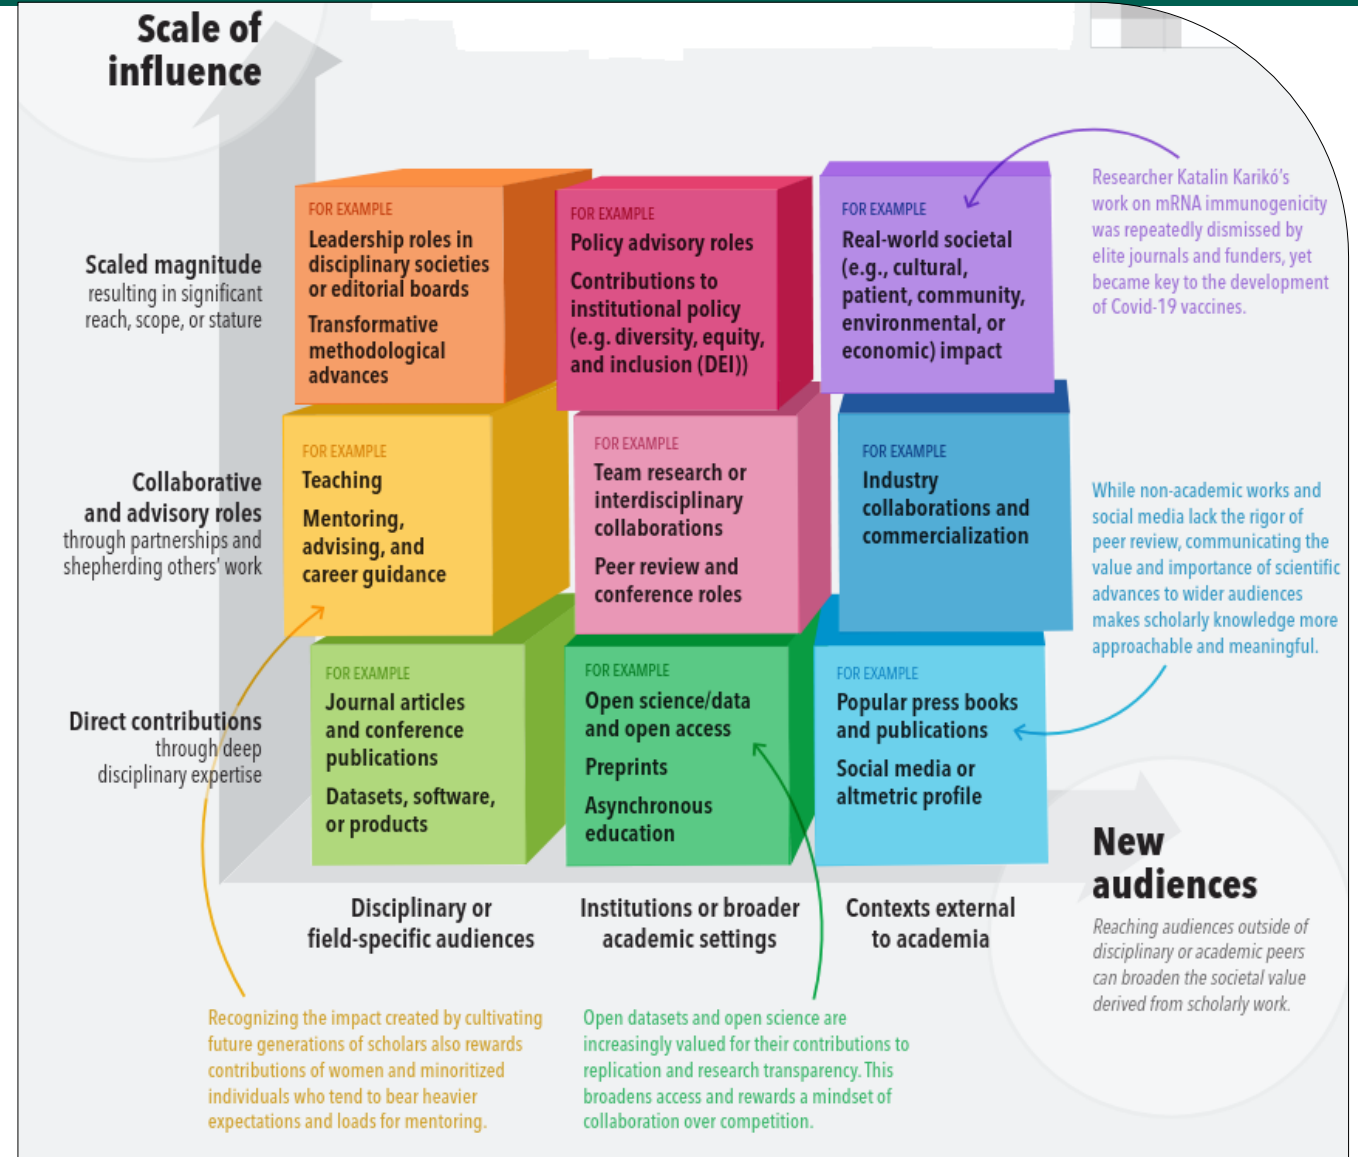 Scale of
influence
Scaled magnitude
resulting in significant
reach, scope, or stature
FOR EXAMPLE
Leadership roles in
disciplinary societies
or editorial boards
Transformative
methodological
advances
FOR EXAMPLE
Policy advisory roles
Contributions to
institutional policy
(e.g. diversity, equity,
and inclusion (DEI))
FOR EXAMPLE
Real-world societal
(e.g., cultural,
patient, community,
environmental, or
economic) impact
Researcher Katalin Karikó's
work on mRNA immunogenicity
was repeatedly dismissed by
elite journals and funders, yet
became key to the development
of Covid-19 vaccines.
Collaborative
and advisory roles
through partnerships and
shepherding others' work
FOR EXAMPLE
Teaching
Mentoring,
advising, and
career guidance
FOR EXAMPLE
Team research or
interdisciplinary
collaborations
Peer review and
conference roles
FOR EXAMPLE
Industry
collaborations and
commercialization
While non-academic works and
social media lack the rigor of
peer review, communicating the
value and importance of scientific
advances to wider audiences
makes scholarly knowledge more
approachable and meaningful.
Direct contributions
through deep
disciplinary expertise
FOR EXAMPLE
Journal articles
and conference
publications
Datasets, software,
or products
FOR EXAMPLE
Open science/data
and open access
Preprints
Asynchronous
education
FOR EXAMPLE
Popular press books
and publications
Social media or
altmetric profile
Disciplinary or
field-specific audiences
Institutions or broader
academic settings
Contexts external
to academia
New
audiences
Reaching audiences outside of
disciplinary or academic peers
can broaden the societal value
derived from scholarly work.
Recognizing the impact created by cultivating
future generations of scholars also rewards
contributions of women and minoritized
individuals who tend to bear heavier
expectations and loads for mentoring.
Open datasets and open science are
increasingly valued for their contributions to
replication and research transparency. This
broadens access and rewards a mindset of
collaboration over competition.